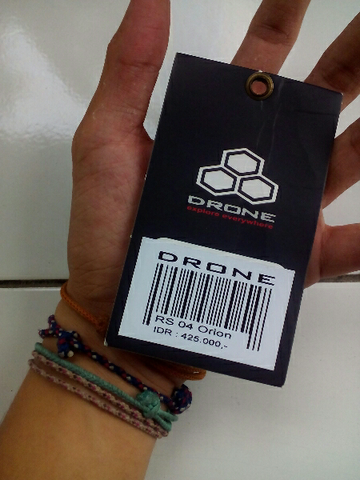 DRONE
explore everywhere
DRONE
RS 04 Orion
IDR : 425.000,-